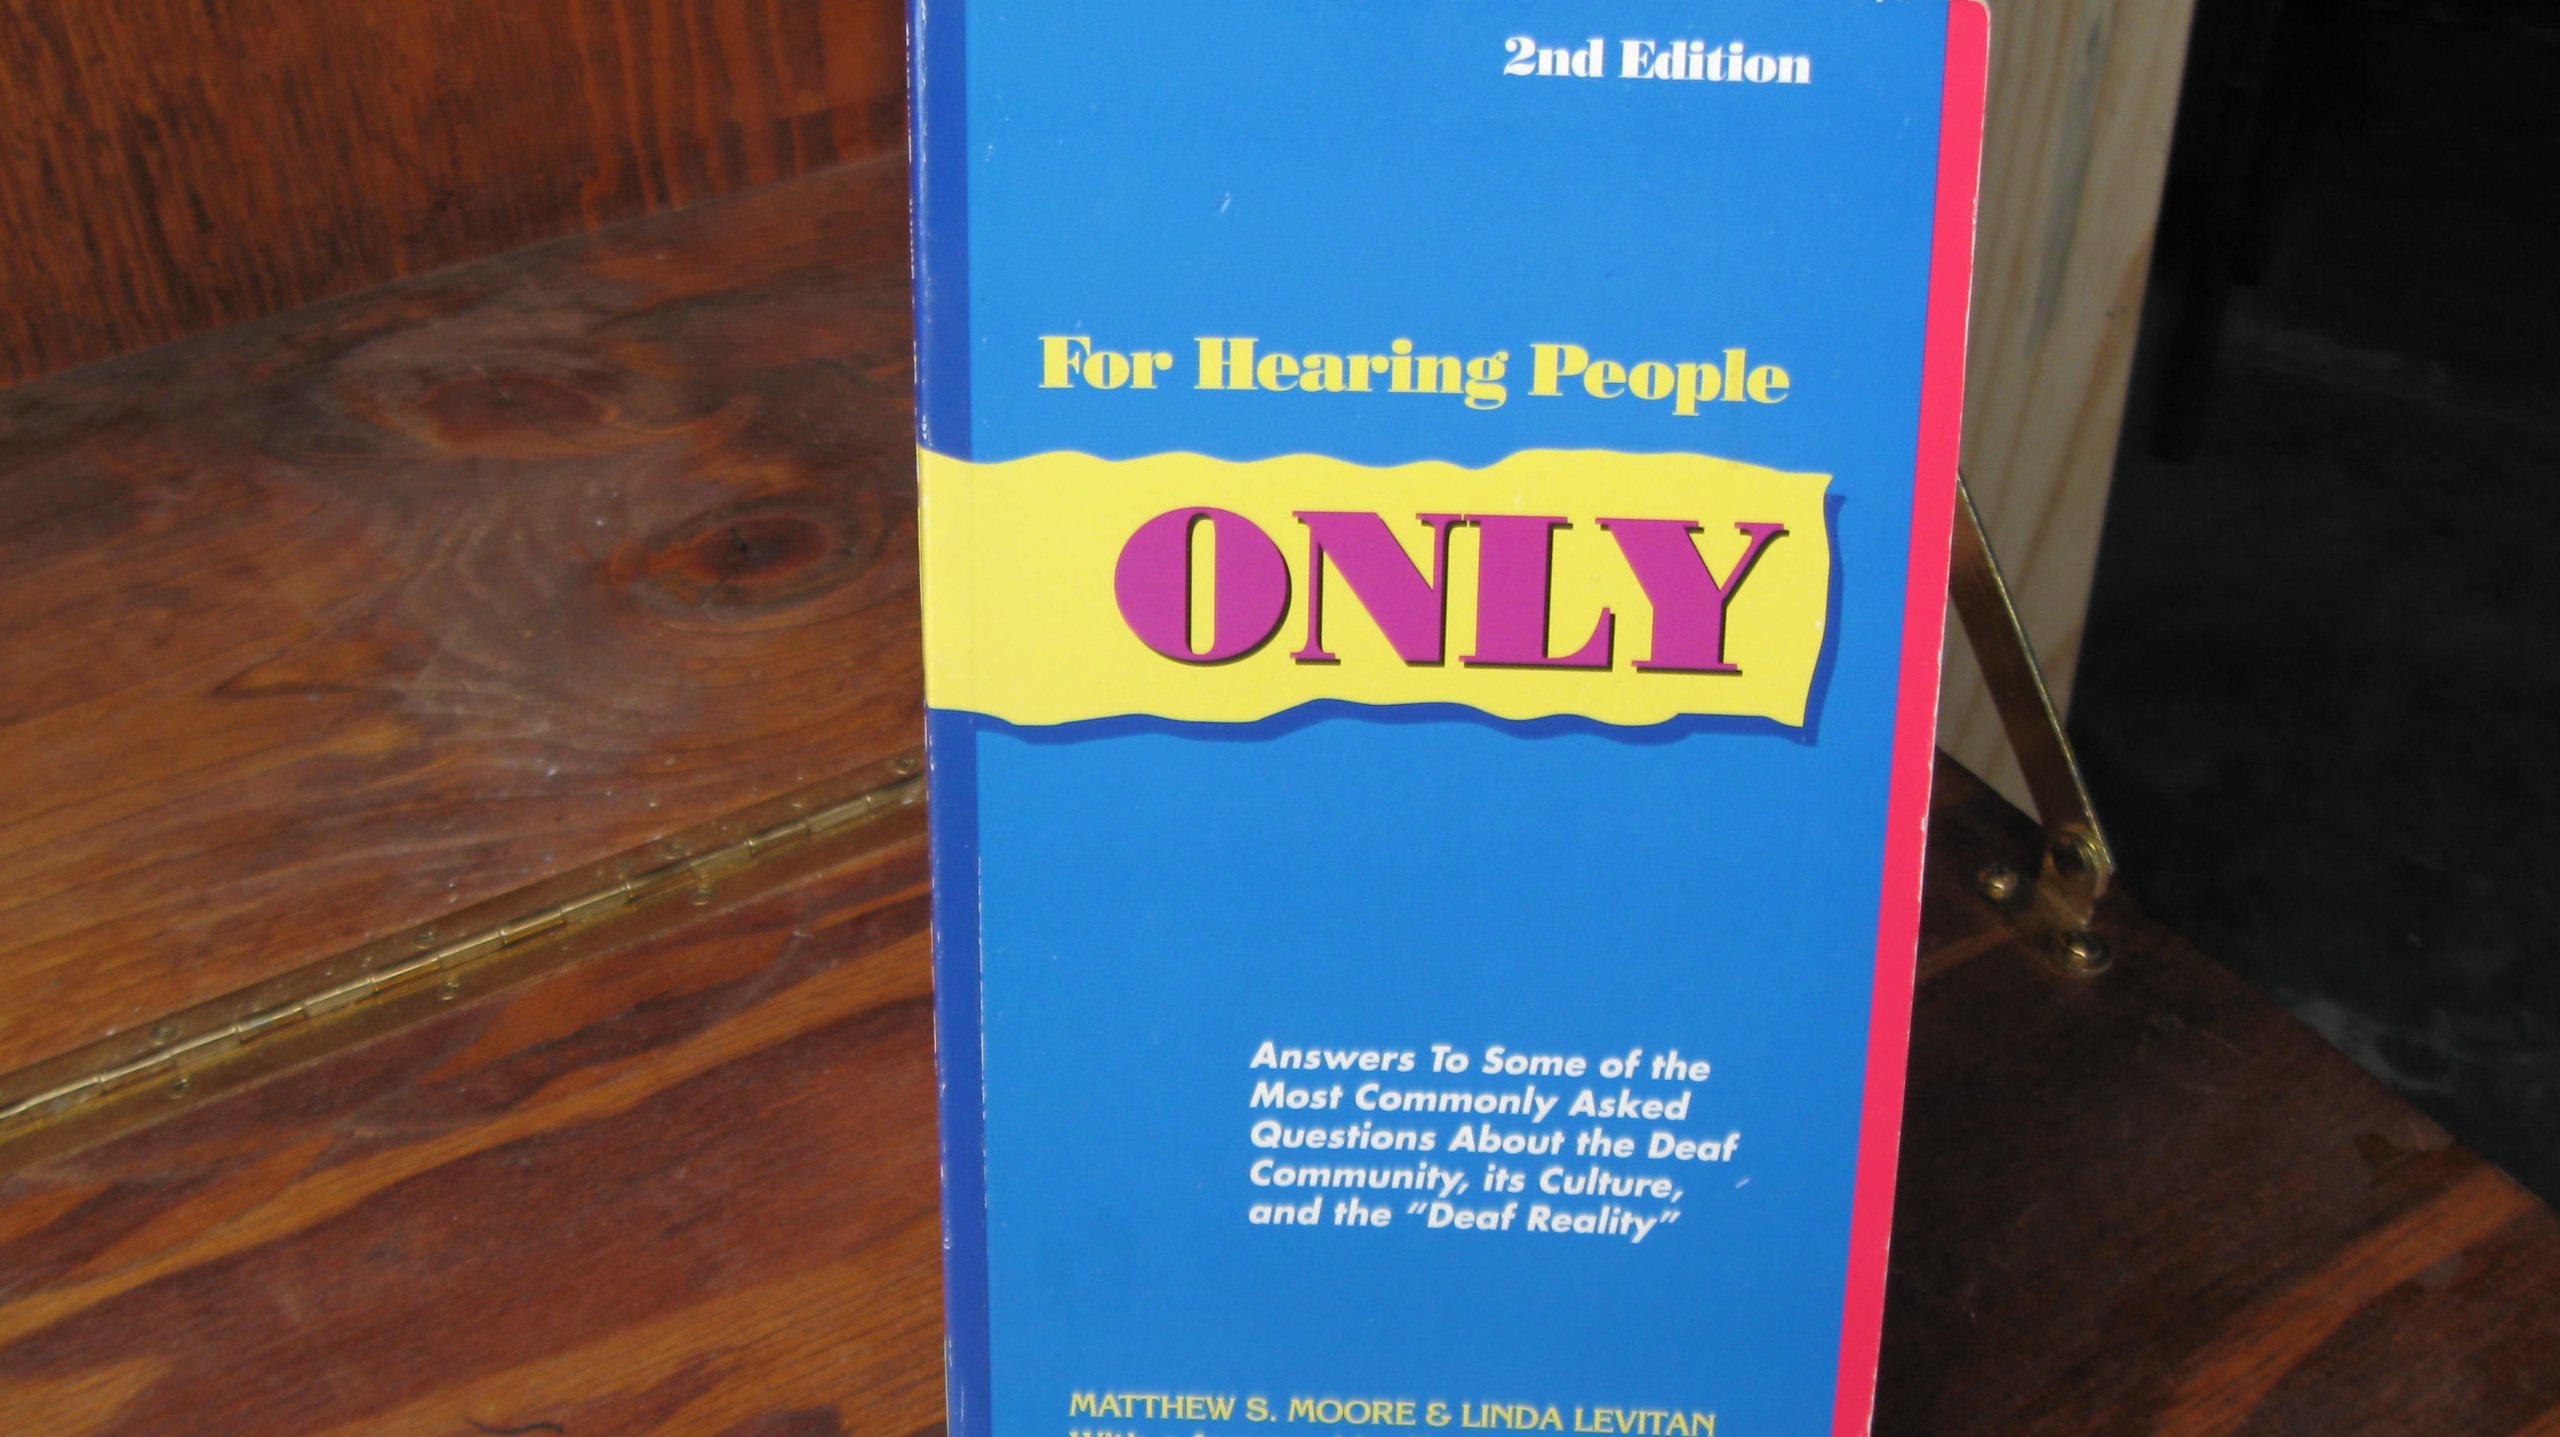 2nd Edition
For Hearing People
ONLY
Answers To Some of the
Most Commonly Asked
Questions About the Deaf
Community, its Culture,
and the "Deaf Reality"
MATTHEW S. MOORE & LINDA LEVITAN